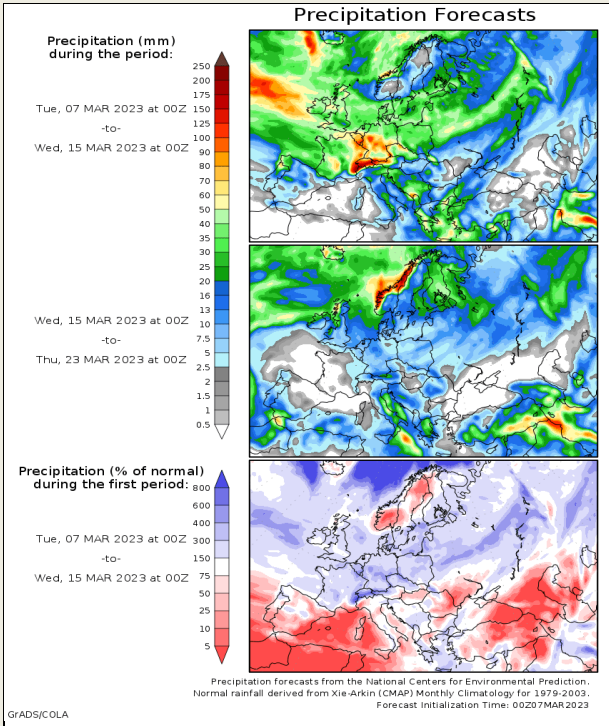 Precipitation Forecasts
Precipitation (mm)
during the period:
Tue, 07 MAR 2023 at 00Z
-to-
Wed, 15 MAR 2023 at 00Z
250
200
175
150
125
100
90
80
70
60
50
40
35
30
25
20
16
13
10
7.5
5
2.5
2
1.5
1
0.5
Wed, 15 MAR 2023 at 00Z
-to-
Thu, 23 MAR 2023 at 00Z
Precipitation (% of normal)
during the first period:
Tue, 07 MAR 2023 at 00Z
-to-
Wed, 15 MAR 2023 at 00Z
800
600
400
300
150
75
50
25
10
5
Precipitation forecasts from the National Centers for Environmental Prediction.
Normal rainfall derived from Xie-Arkin (CMAP) Monthly Climatology for 1979-2003.
Forecast Initialization Time: 00Z07MAR2023
GrADS/COLA